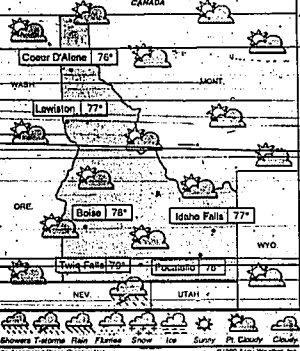 CANADA
Coeur D'Alene 76°
WASH.
MONT.
Lewiston 77°
ORE.
Boise 78°
Idaho Falls 77°
WYO.
Twin Falls
Pocatello
NEV.
UTAH
Showers T-storms Rain Flurries Snow Ice Sunny Pt. Cloudy Cloudy